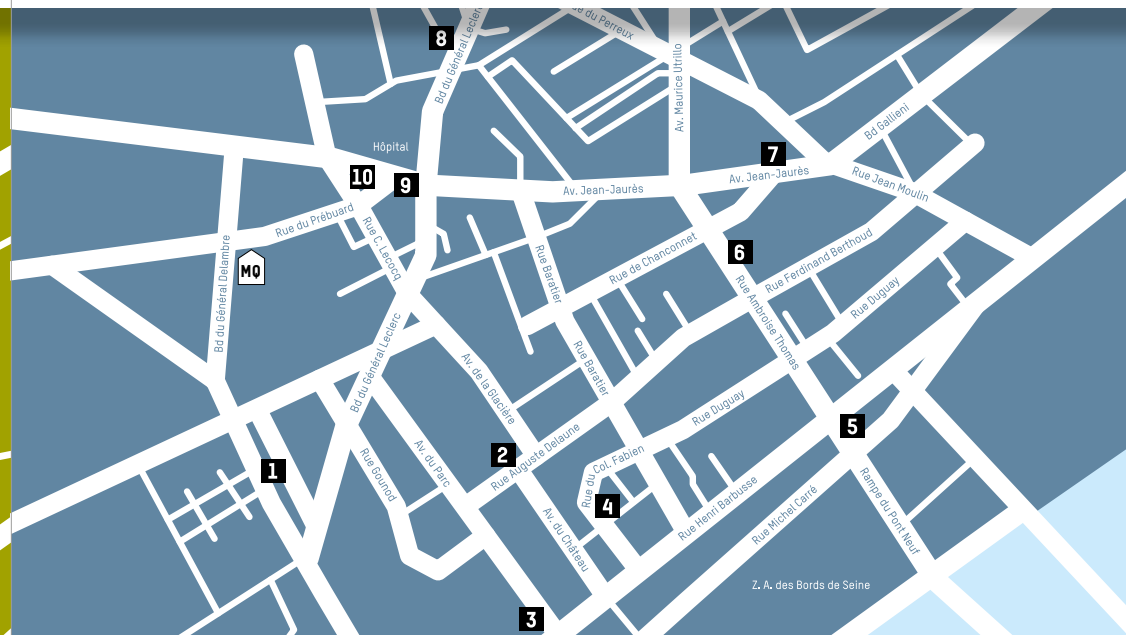 Rue du Perreux
8
Bd du Général Leclerc
Av. Maurice Utrillo
Bd Gallieni
Hôpital
7
10
9
Av. Jean-Jaurès
Av. Jean-Jaurès
Rue Jean Moulin
Rue du Prébuard
Rue C. Lecocq
MQ
Bd du Général Delambre
Rue Baratier
Rue de Chanconnet
6
Rue Ferdinand Berthoud
Rue Duguay
Rue Ambroise Thomas
Bd du Général Leclerc
Av. de la Glacière
Rue Baratier
Rue Duguay
5
1
2
Rue Auguste Delaune
Rue du Col. Fabien
Av. du Parc
Rue Gounod
4
Rue Henri Barbusse
Rue Michel Carré
Rampe du Pont Neuf
Av. du Château
Z. A. des Bords de Seine
3